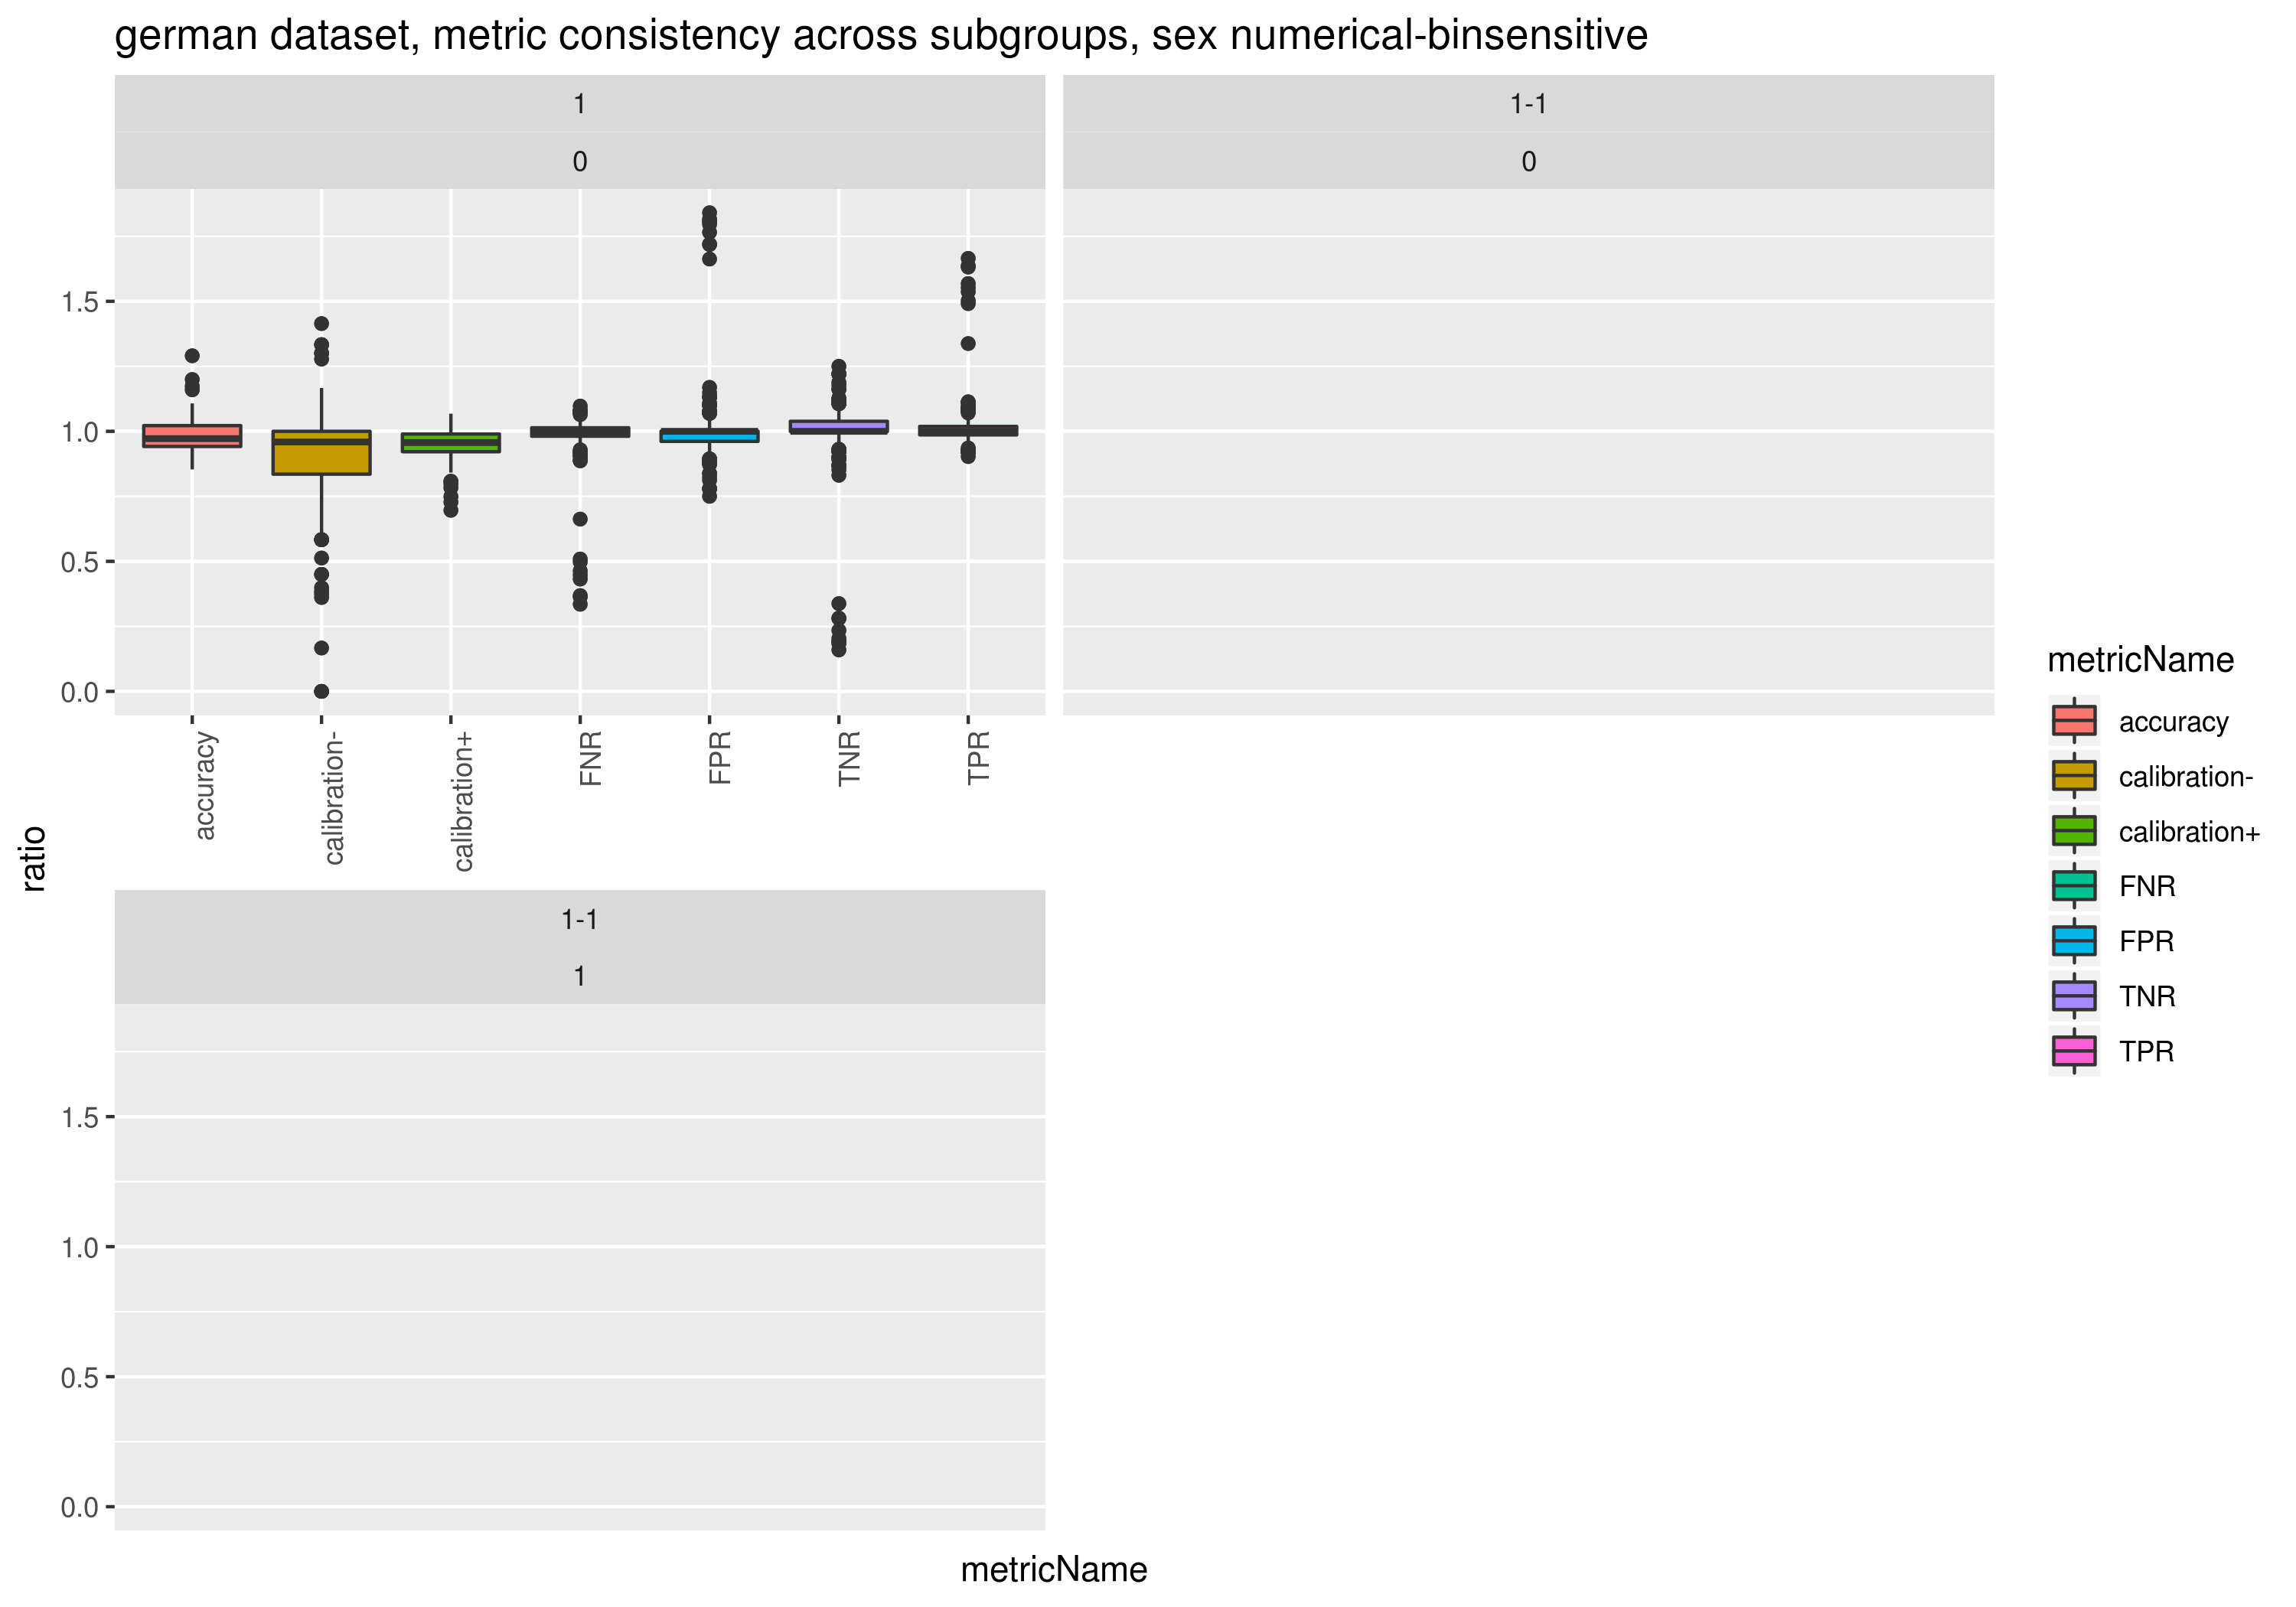 german dataset, metric consistency across subgroups, sex numerical-binsensitive
1
0
1-1
0
1.5
1.0
0.5
0.0
accuracy
calibration-
calibration+
FNR
FPR
TNR
TPR
ratio
1-1
1
1.5
1.0
0.5
0.0
metricName
metricName
accuracy
calibration-
calibration+
FNR
FPR
TNR
TPR